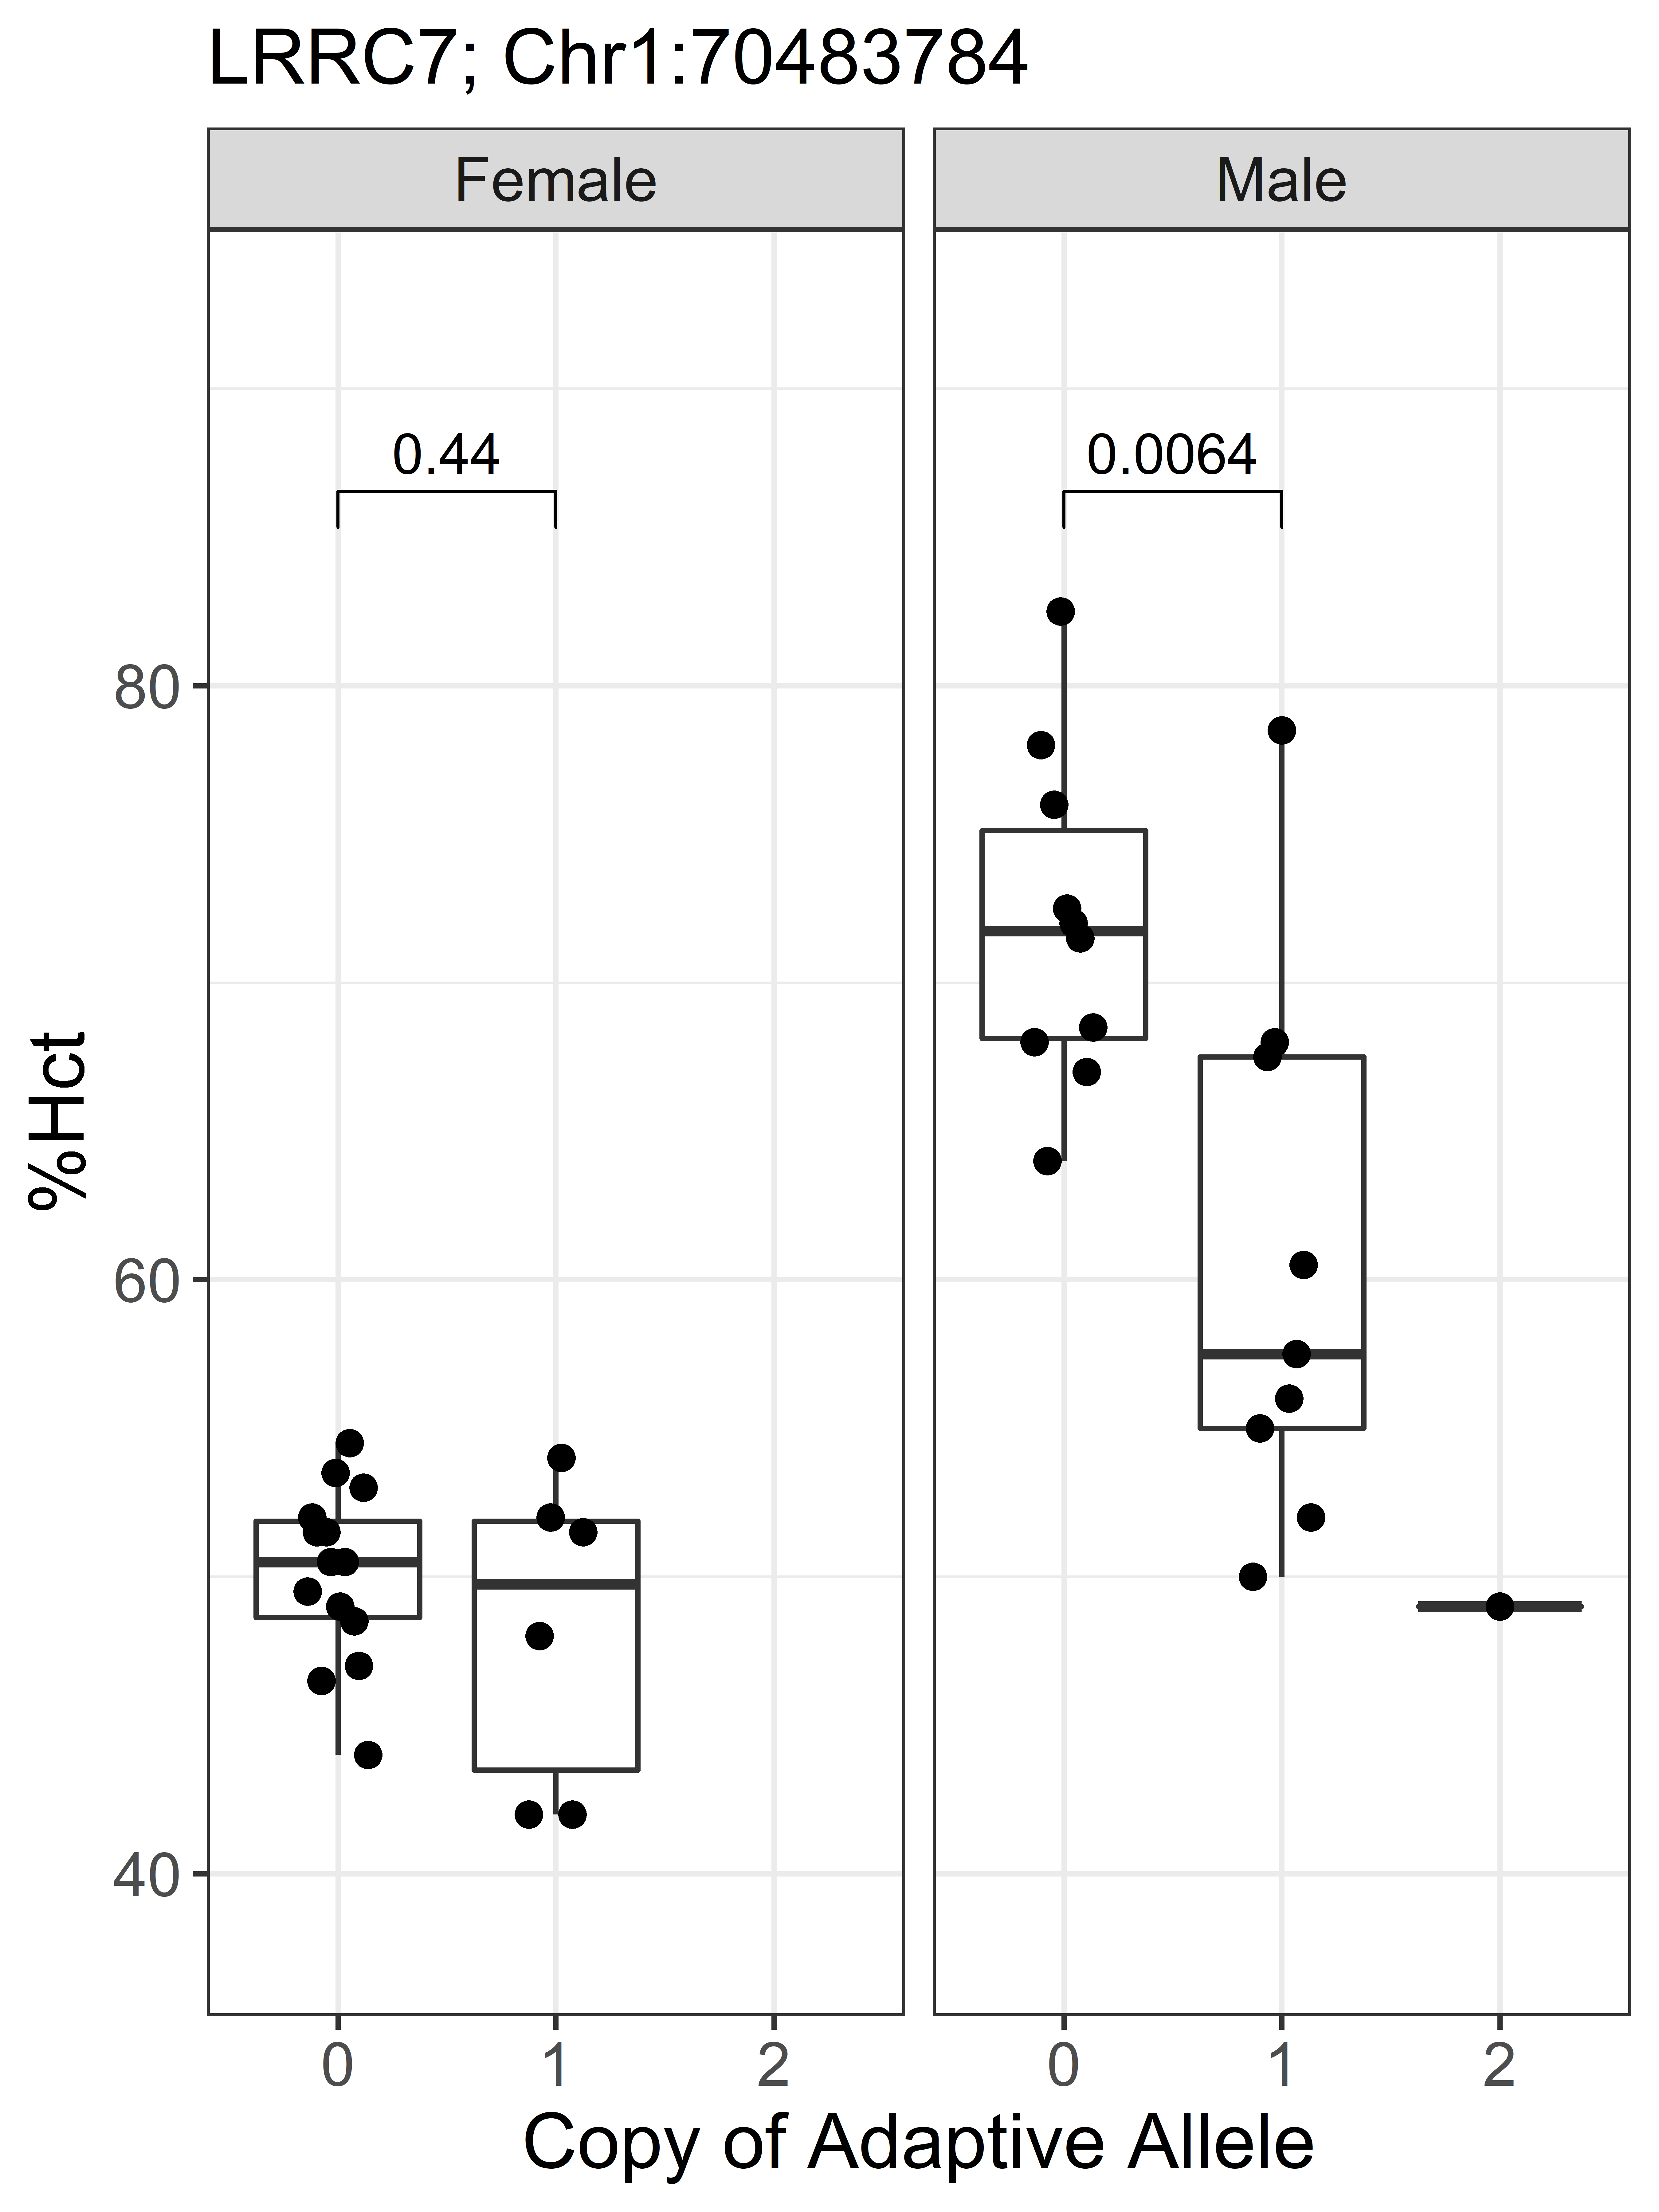 LRRC7; Chr1:70483784
Female
Male
0.44
0.0064
%Hct
80
60
40
0 1 2
0 1 2
Copy of Adaptive Allele